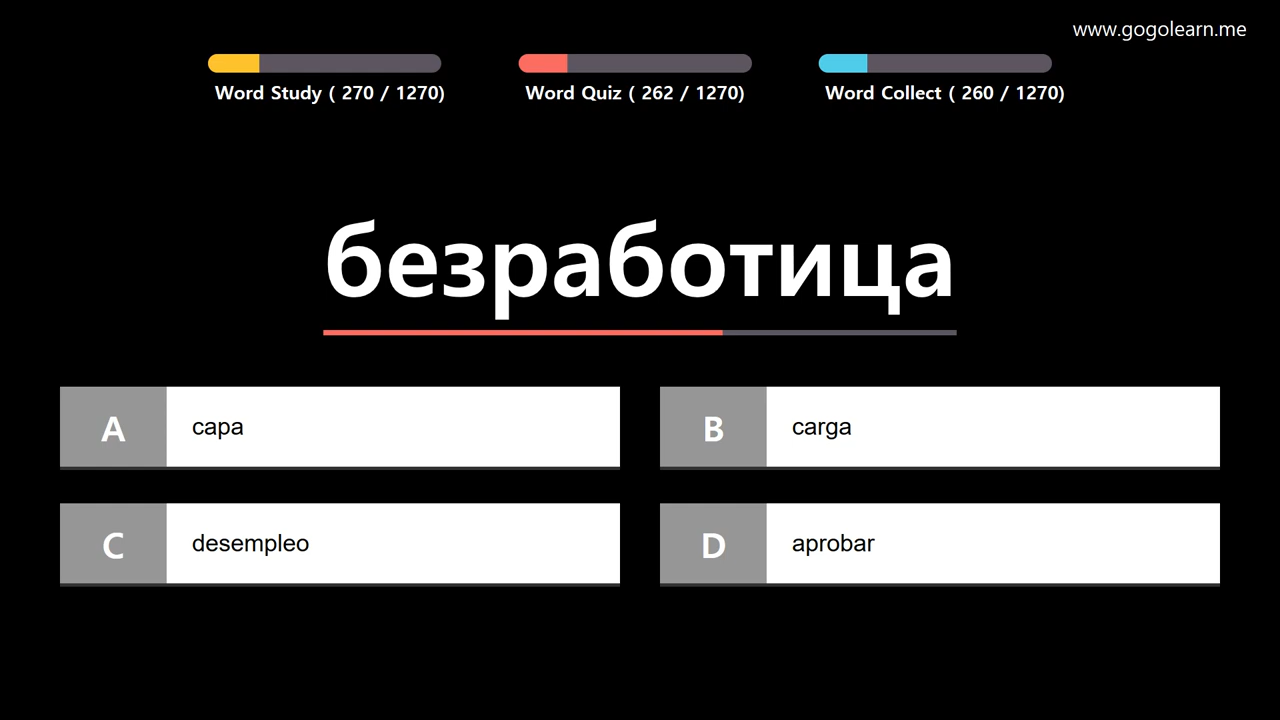 www.gogolearn.me
Word Study ( 270 / 1270)
Word Quiz ( 262 / 1270)
Word Collect ( 260 / 1270)
безработица
A capa
B carga
C desempleo
D aprobar